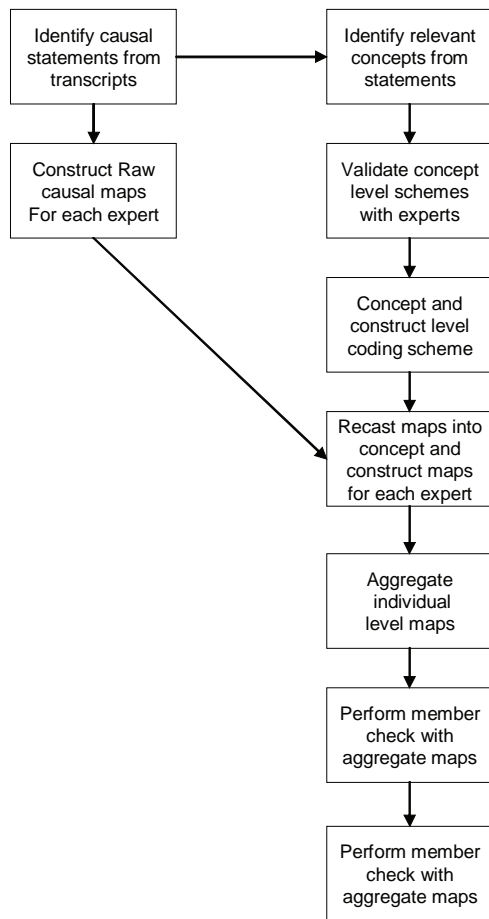 Identify causal
statements from
transcripts
Identify relevant
concepts from
statements
Construct Raw
causal maps
For each expert
Validate concept
level schemes
with experts
Concept and
construct level
coding scheme
Recast maps into
concept and
construct maps
for each expert
Aggregate
individual
level maps
Perform member
check with
aggregate maps
Perform member
check with
aggregate maps